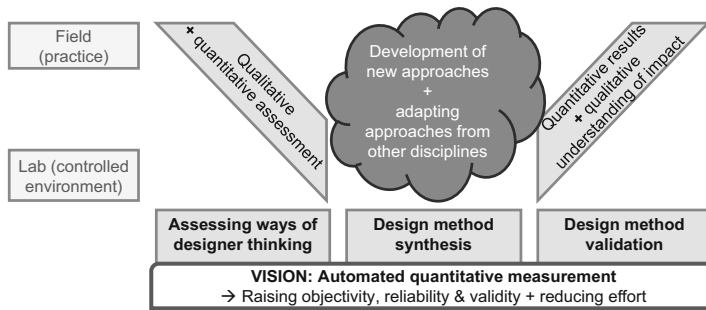 Field
(practice)
Lab (controlled
environment)
Qualitative
+ quantitative assessment
Development of
new approaches
+
adapting
approaches from
other disciplines
Quantitative results
+ qualitative
understanding of impact
Assessing ways of
designer thinking
Design method
synthesis
Design method
validation
VISION: Automated quantitative measurement
→ Raising objectivity, reliability & validity + reducing effort